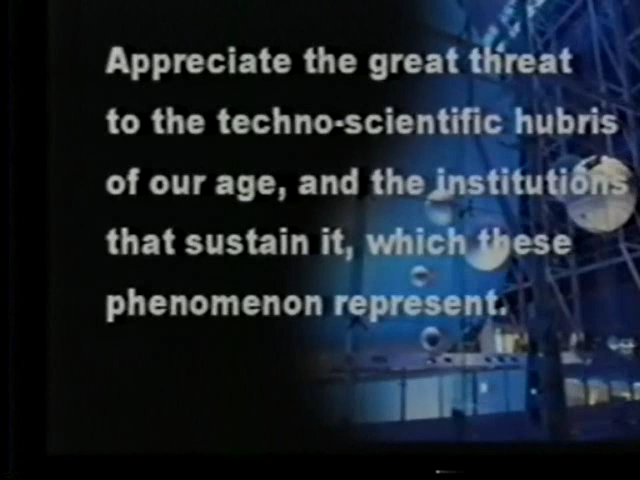 Appreciate the great threat
to the techno-scientific hubris
of our age, and the institutions
that sustain it, which these
phenomenon represent.